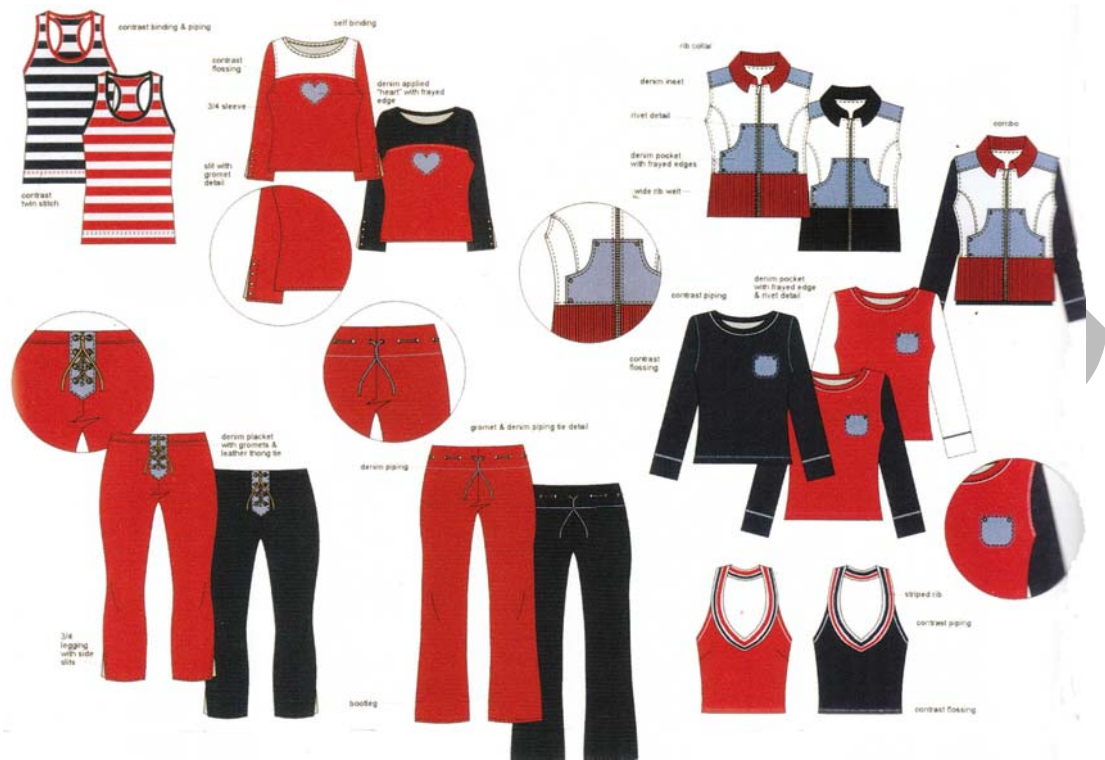 contrast binding & piping
contrast
twin stitch
self binding
contrast
flossing
3/4 sleeve
slit with
gromet
detail
denim applied
"heart" with frayed
edge
rib collar
denim inset
rivet detail
denim pocket
with frayed edges
wide rib welt
combo
denim pocket
with frayed edge
& rivet detail
contrast piping
contrast
flossing
denim placket
with gromets &
leather thong tie
3/4
legging
with side
slits
gromet & denim piping tie detail
denim piping
bootleg
striped rib
contrast piping
contrast flossing